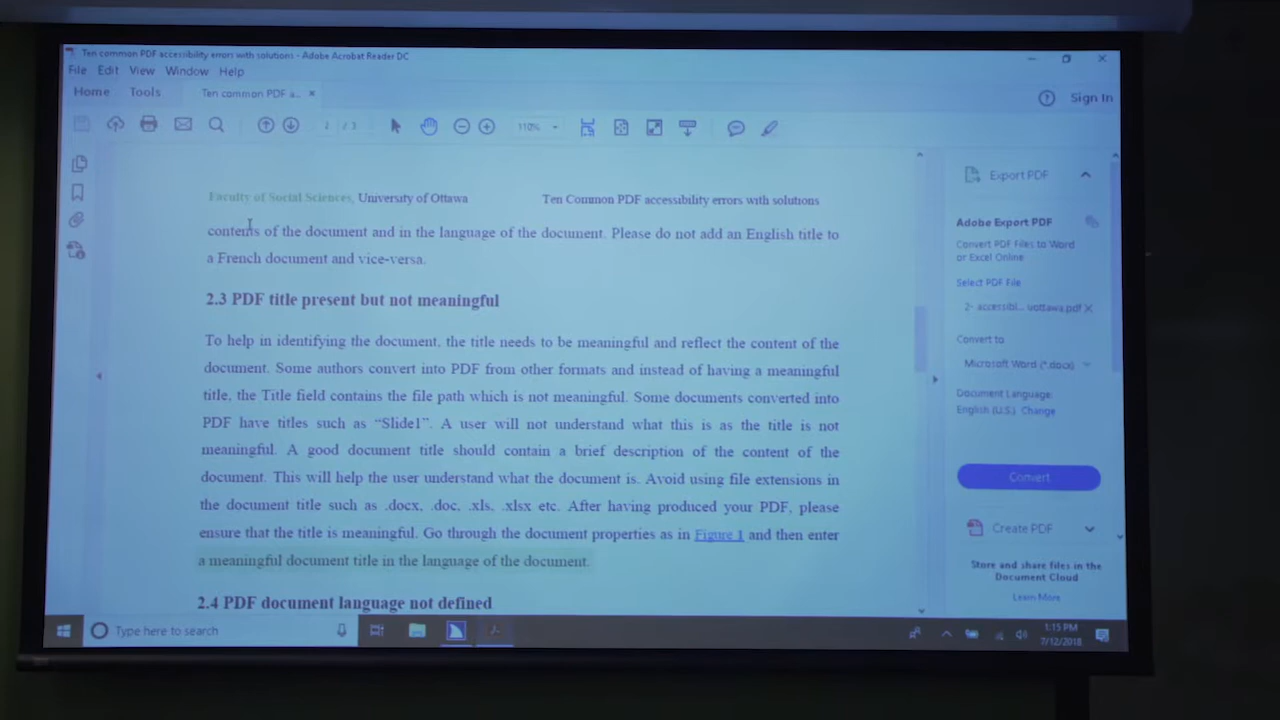 Ten common PDF accessibility errors with solutions - Adobe Acrobat Reader DC
File Edit View Window Help
Home Tools Ten common PDF a... × Sign In
2 / 3 110%
Faculty of Social Sciences, University of Ottawa Ten Common PDF accessibility errors with solutions
contents of the document and in the language of the document. Please do not add an English title to
a French document and vice-versa.
2.3 PDF title present but not meaningful
To help in identifying the document, the title needs to be meaningful and reflect the content of the
document. Some authors convert into PDF from other formats and instead of having a meaningful
title, the Title field contains the file path which is not meaningful. Some documents converted into
PDF have titles such as “Slide1”. A user will not understand what this is as the title is not
meaningful. A good document title should contain a brief description of the content of the
document. This will help the user understand what the document is. Avoid using file extensions in
the document title such as .docx, .doc, .xls, .xlsx etc. After having produced your PDF, please
ensure that the title is meaningful. Go through the document properties as in Figure 1 and then enter
a meaningful document title in the language of the document.
2.4 PDF document language not defined
Export PDF
Adobe Export PDF
Convert PDF Files to Word
or Excel Online
Select PDF File
2- accessibl... uottawa.pdf ×
Convert to
Microsoft Word (*.docx)
Document Language:
English (U.S.) Change
Convert
Create PDF
Store and share files in the
Document Cloud
Learn More
Type here to search
1:15 PM
7/12/2018